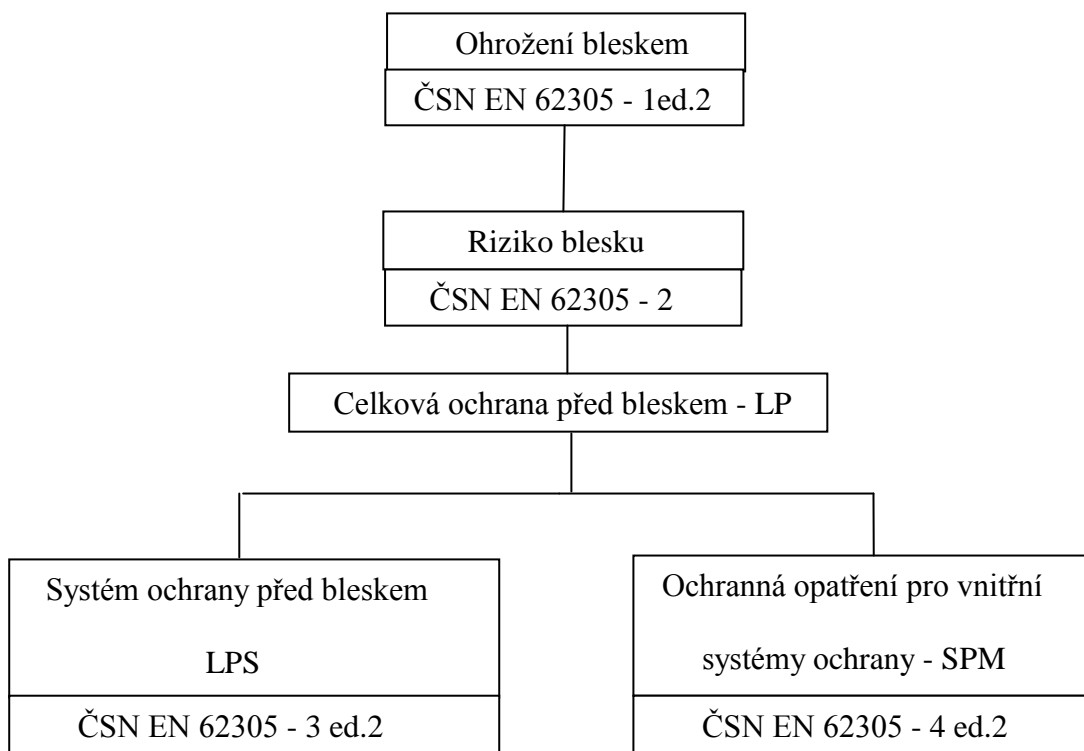 Ohrožení bleskem
ČSN EN 62305 - 1ed.2
Riziko blesku
ČSN EN 62305 - 2
Celková ochrana před bleskem - LP
Systém ochrany před bleskem
LPS
ČSN EN 62305 - 3 ed.2
Ochranná opatření pro vnitřní
systémy ochrany - SPM
ČSN EN 62305 - 4 ed.2